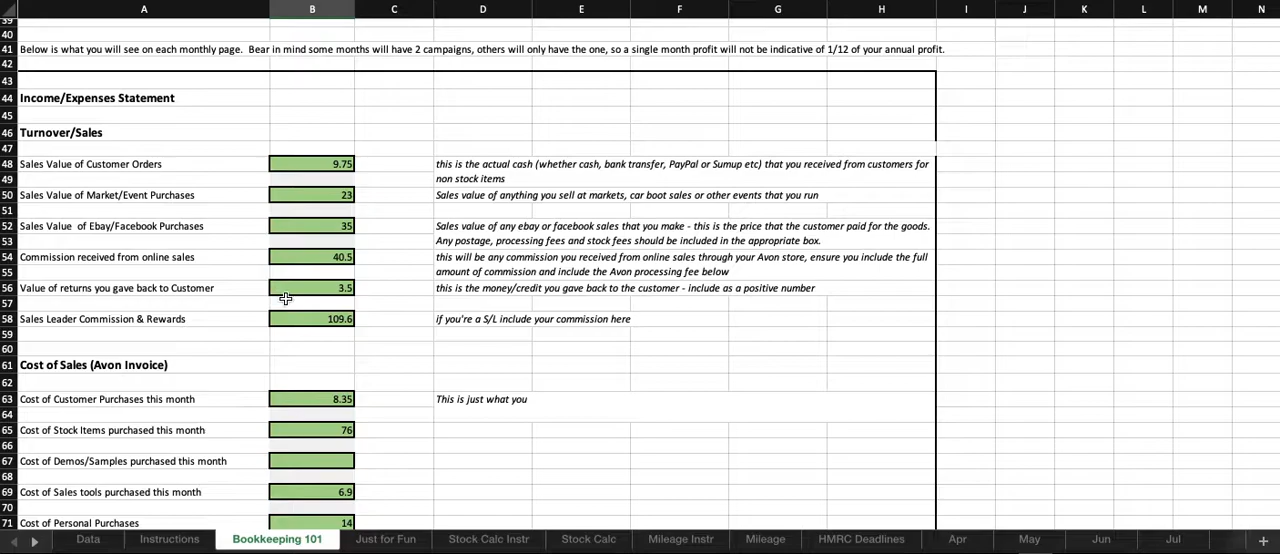 A B C D E F G H I J K L M N
39
40
41 Below is what you will see on each monthly page. Bear in mind some months will have 2 campaigns, others will only have the one, so a single month profit will not be indicative of 1/12 of your annual profit.
42
43
44 Income/Expenses Statement
45
46 Turnover/Sales
47
48 Sales Value of Customer Orders 9.75 this is the actual cash (whether cash, bank transfer, PayPal or Sumup etc) that you received from customers for
49 non stock items
50 Sales Value of Market/Event Purchases 23 Sales value of anything you sell at markets, car boot sales or other events that you run
51
52 Sales Value of Ebay/Facebook Purchases 35 Sales value of any ebay or facebook sales that you make - this is the price that the customer paid for the goods.
53 Any postage, processing fees and stock fees should be included in the appropriate box.
54 Commission received from online sales 40.5 this will be any commission you received from online sales through your Avon store, ensure you include the full
55 amount of commission and include the Avon processing fee below
56 Value of returns you gave back to Customer 3.5 this is the money/credit you gave back to the customer - include as a positive number
57
58 Sales Leader Commission & Rewards 109.6 if you're a S/L include your commission here
59
60
61 Cost of Sales (Avon Invoice)
62
63 Cost of Customer Purchases this month 8.35 This is just what you
64
65 Cost of Stock Items purchased this month 76
66
67 Cost of Demos/Samples purchased this month
68
69 Cost of Sales tools purchased this month 6.9
70
71 Cost of Personal Purchases 14
Data Instructions Bookkeeping 101 Just for Fun Stock Calc Instr Stock Calc Mileage Instr Mileage HMRC Deadlines Apr May Jun Jul +